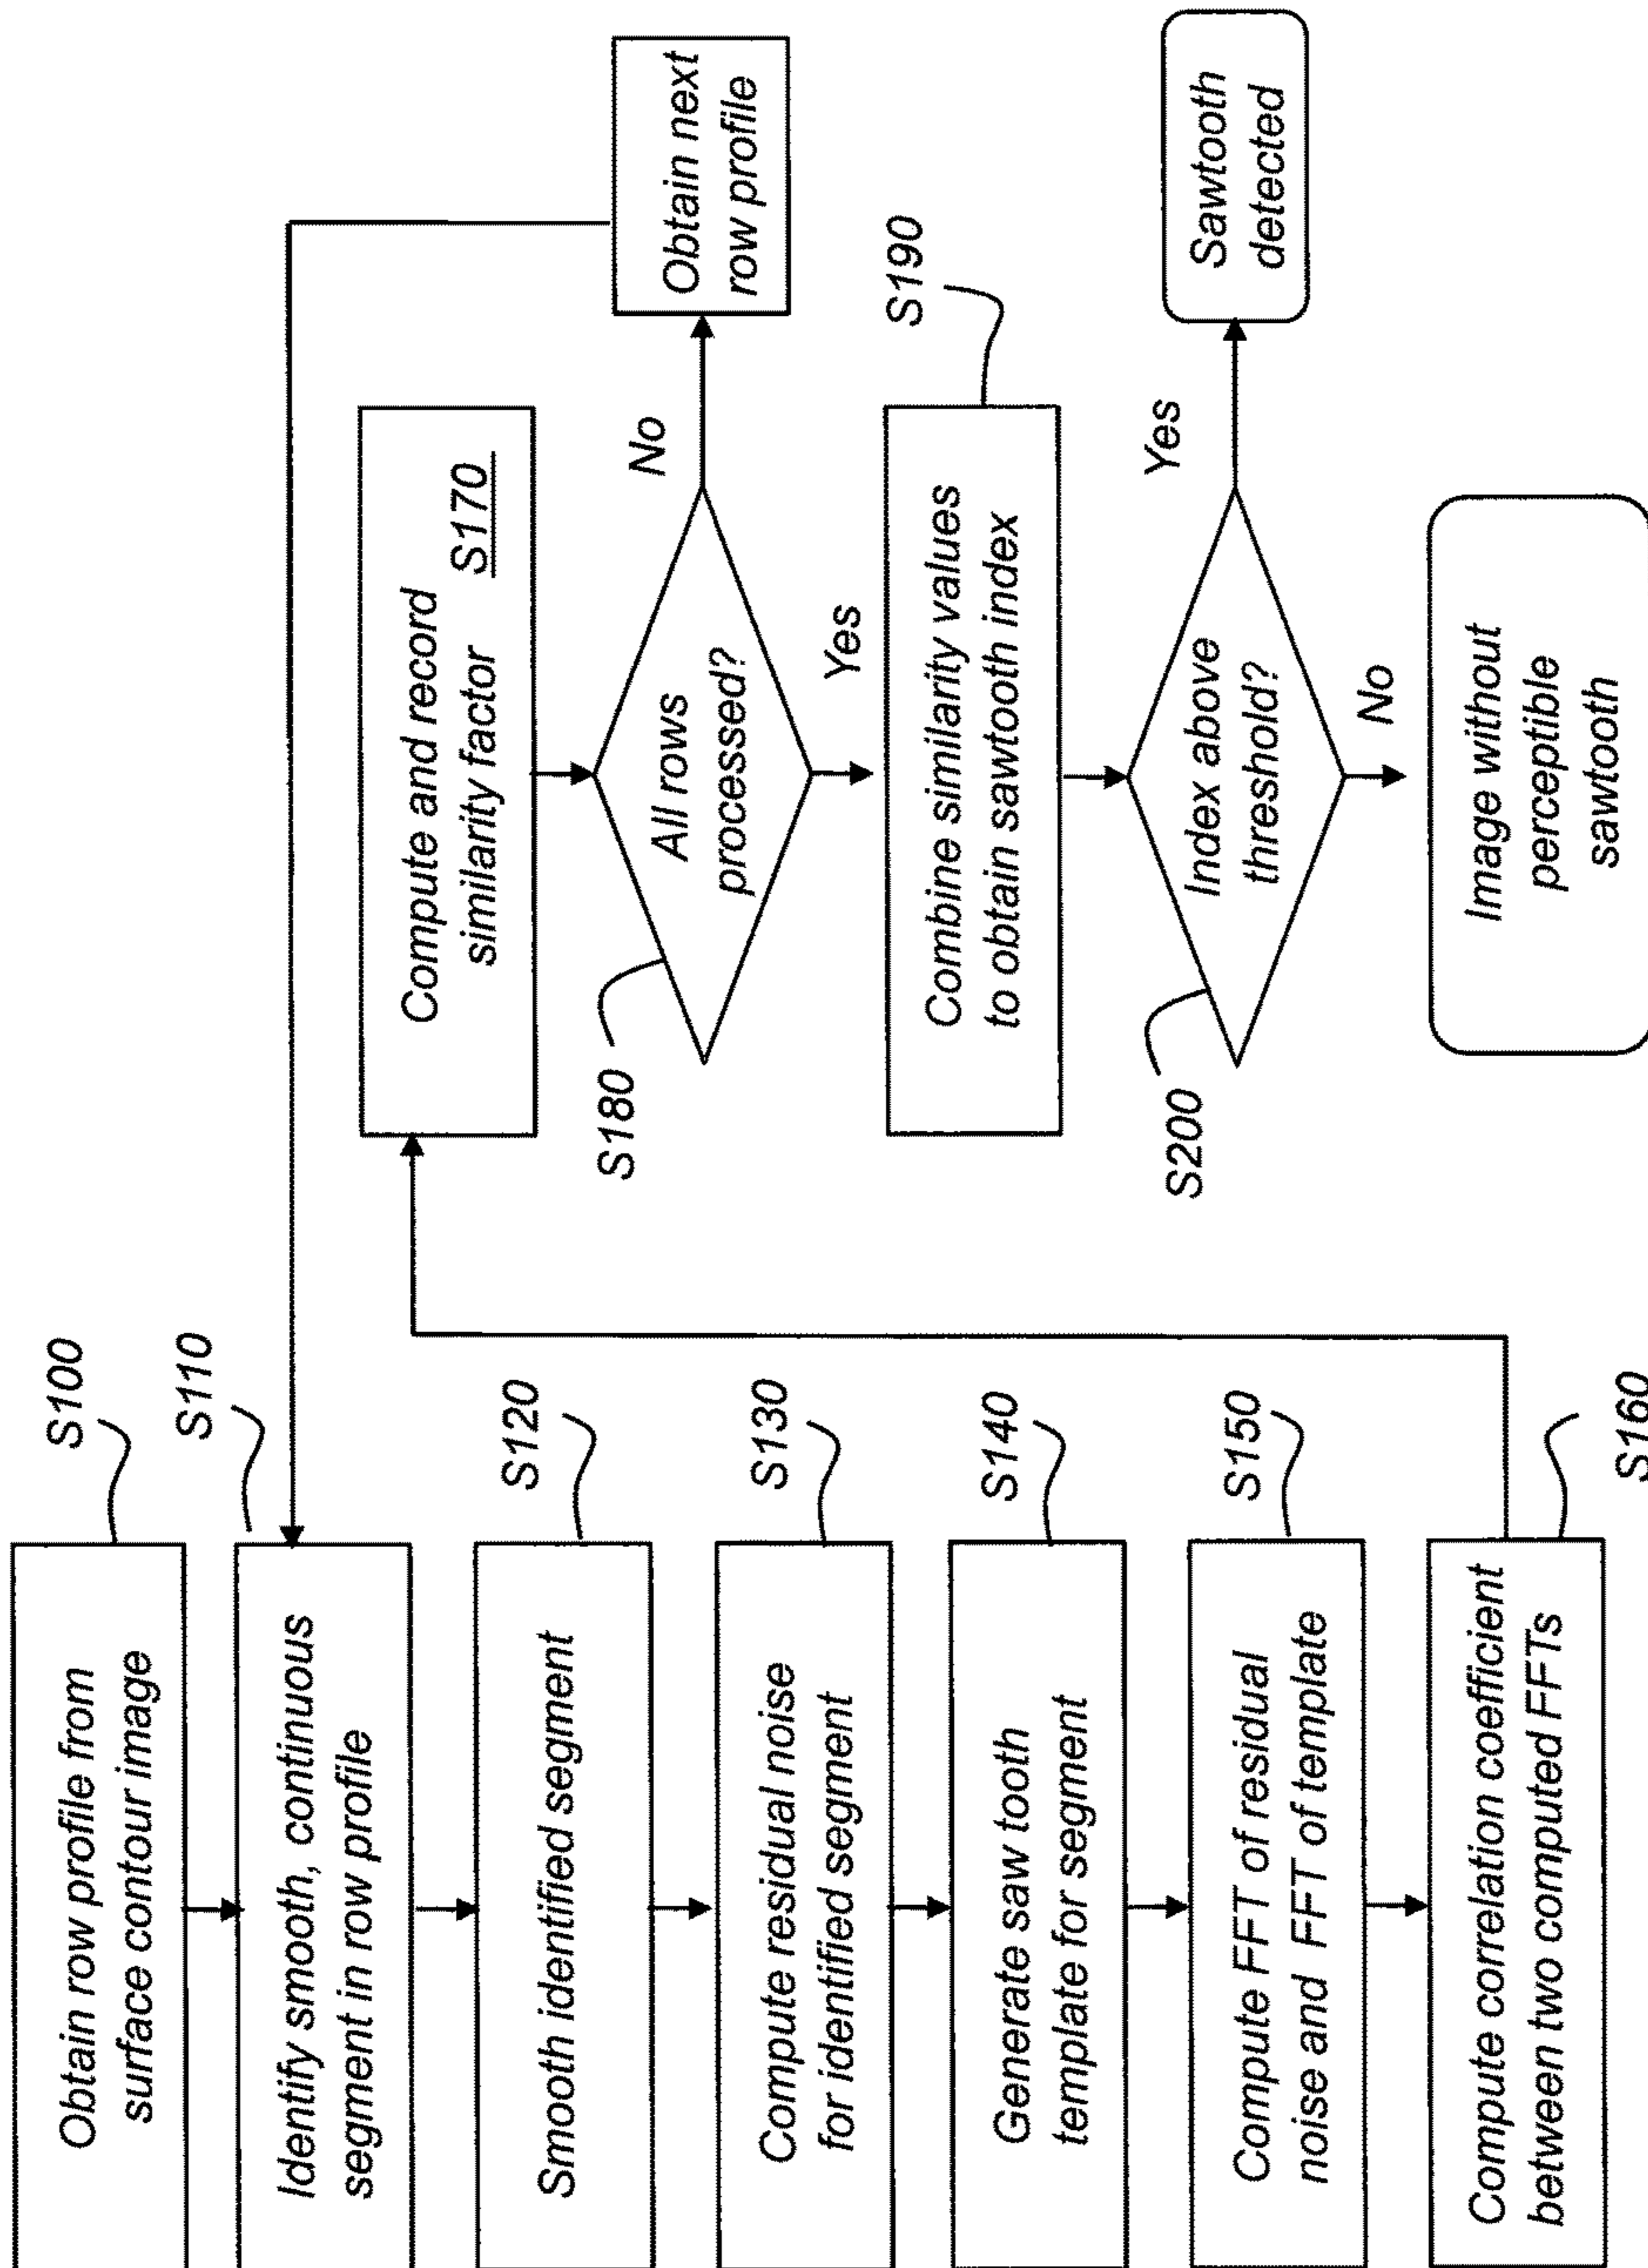 Obtain row profile from
surface contour image
S100
Identify smooth, continuous
segment in row profile
S110
Smooth identified segment
S120
Compute residual noise
for identified segment
S130
Generate saw tooth
template for segment
S140
Compute FFT of residual
noise and FFT of template
S150
Compute correlation coefficient
between two computed FFTs
S160
Compute and record
similarity factor
S170
All rows
processed?
S180
No
Obtain next
row profile
Yes
Combine similarity values
to obtain sawtooth index
S190
Index above
threshold?
S200
Yes
Sawtooth
detected
No
Image without
perceptible
sawtooth